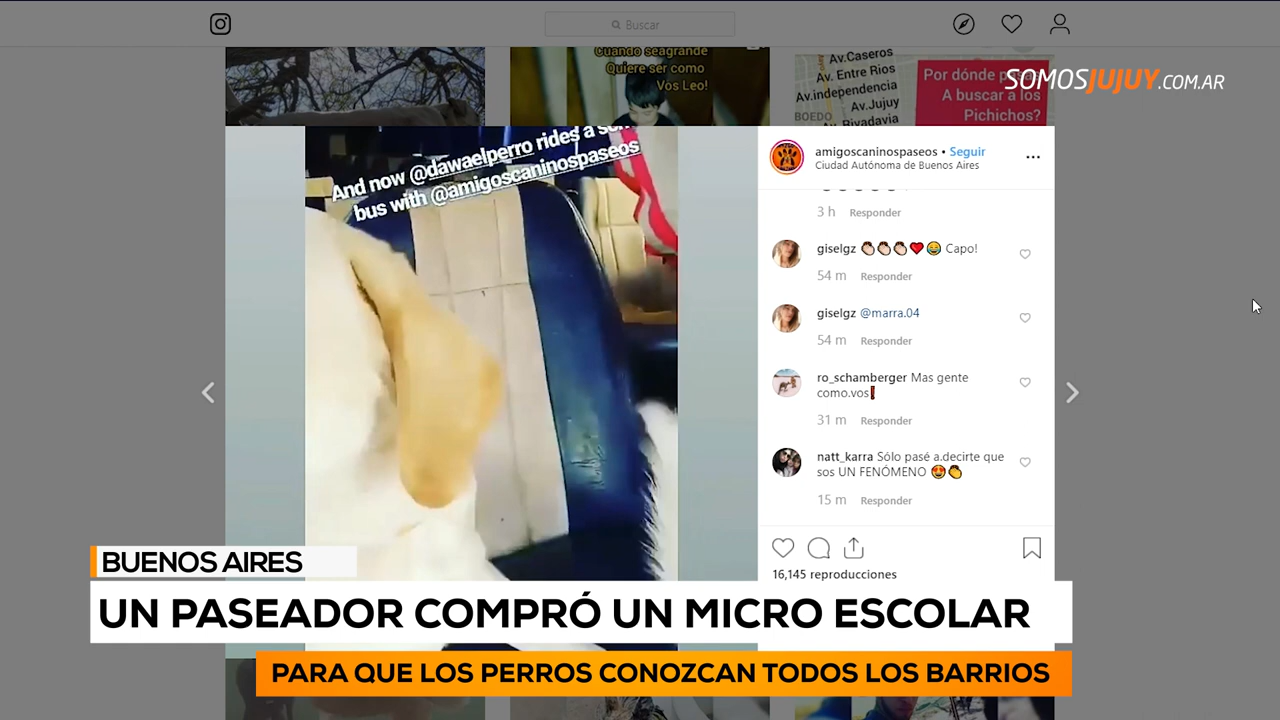 Buscar
Cuando seagrande
Quiere ser como
Vos Leo!
Av.Caseros
Av. Entre Rios
Av.independencia
Av.Jujuy
BOEDO
Av. Rivadavia
Por dónde
A buscar a los
Pichichos?
SOMOSJUJUY.COM.AR
And now @dawaelperro rides a
bus with @amigoscaninospaseos
amigoscaninospaseos • Seguir
Ciudad Autónoma de Buenos Aires
3 h Responder
giselgz 👏🏻👏🏻👏🏻❤️😂 Capo!
54 m Responder
giselgz @marra.04
54 m Responder
ro_schamberger Mas gente
como.vos❗
31 m Responder
natt_karra Sólo pasé a.decirte que
sos UN FENÓMENO 😍👏
15 m Responder
16,145 reproducciones
BUENOS AIRES
UN PASEADOR COMPRÓ UN MICRO ESCOLAR
PARA QUE LOS PERROS CONOZCAN TODOS LOS BARRIOS